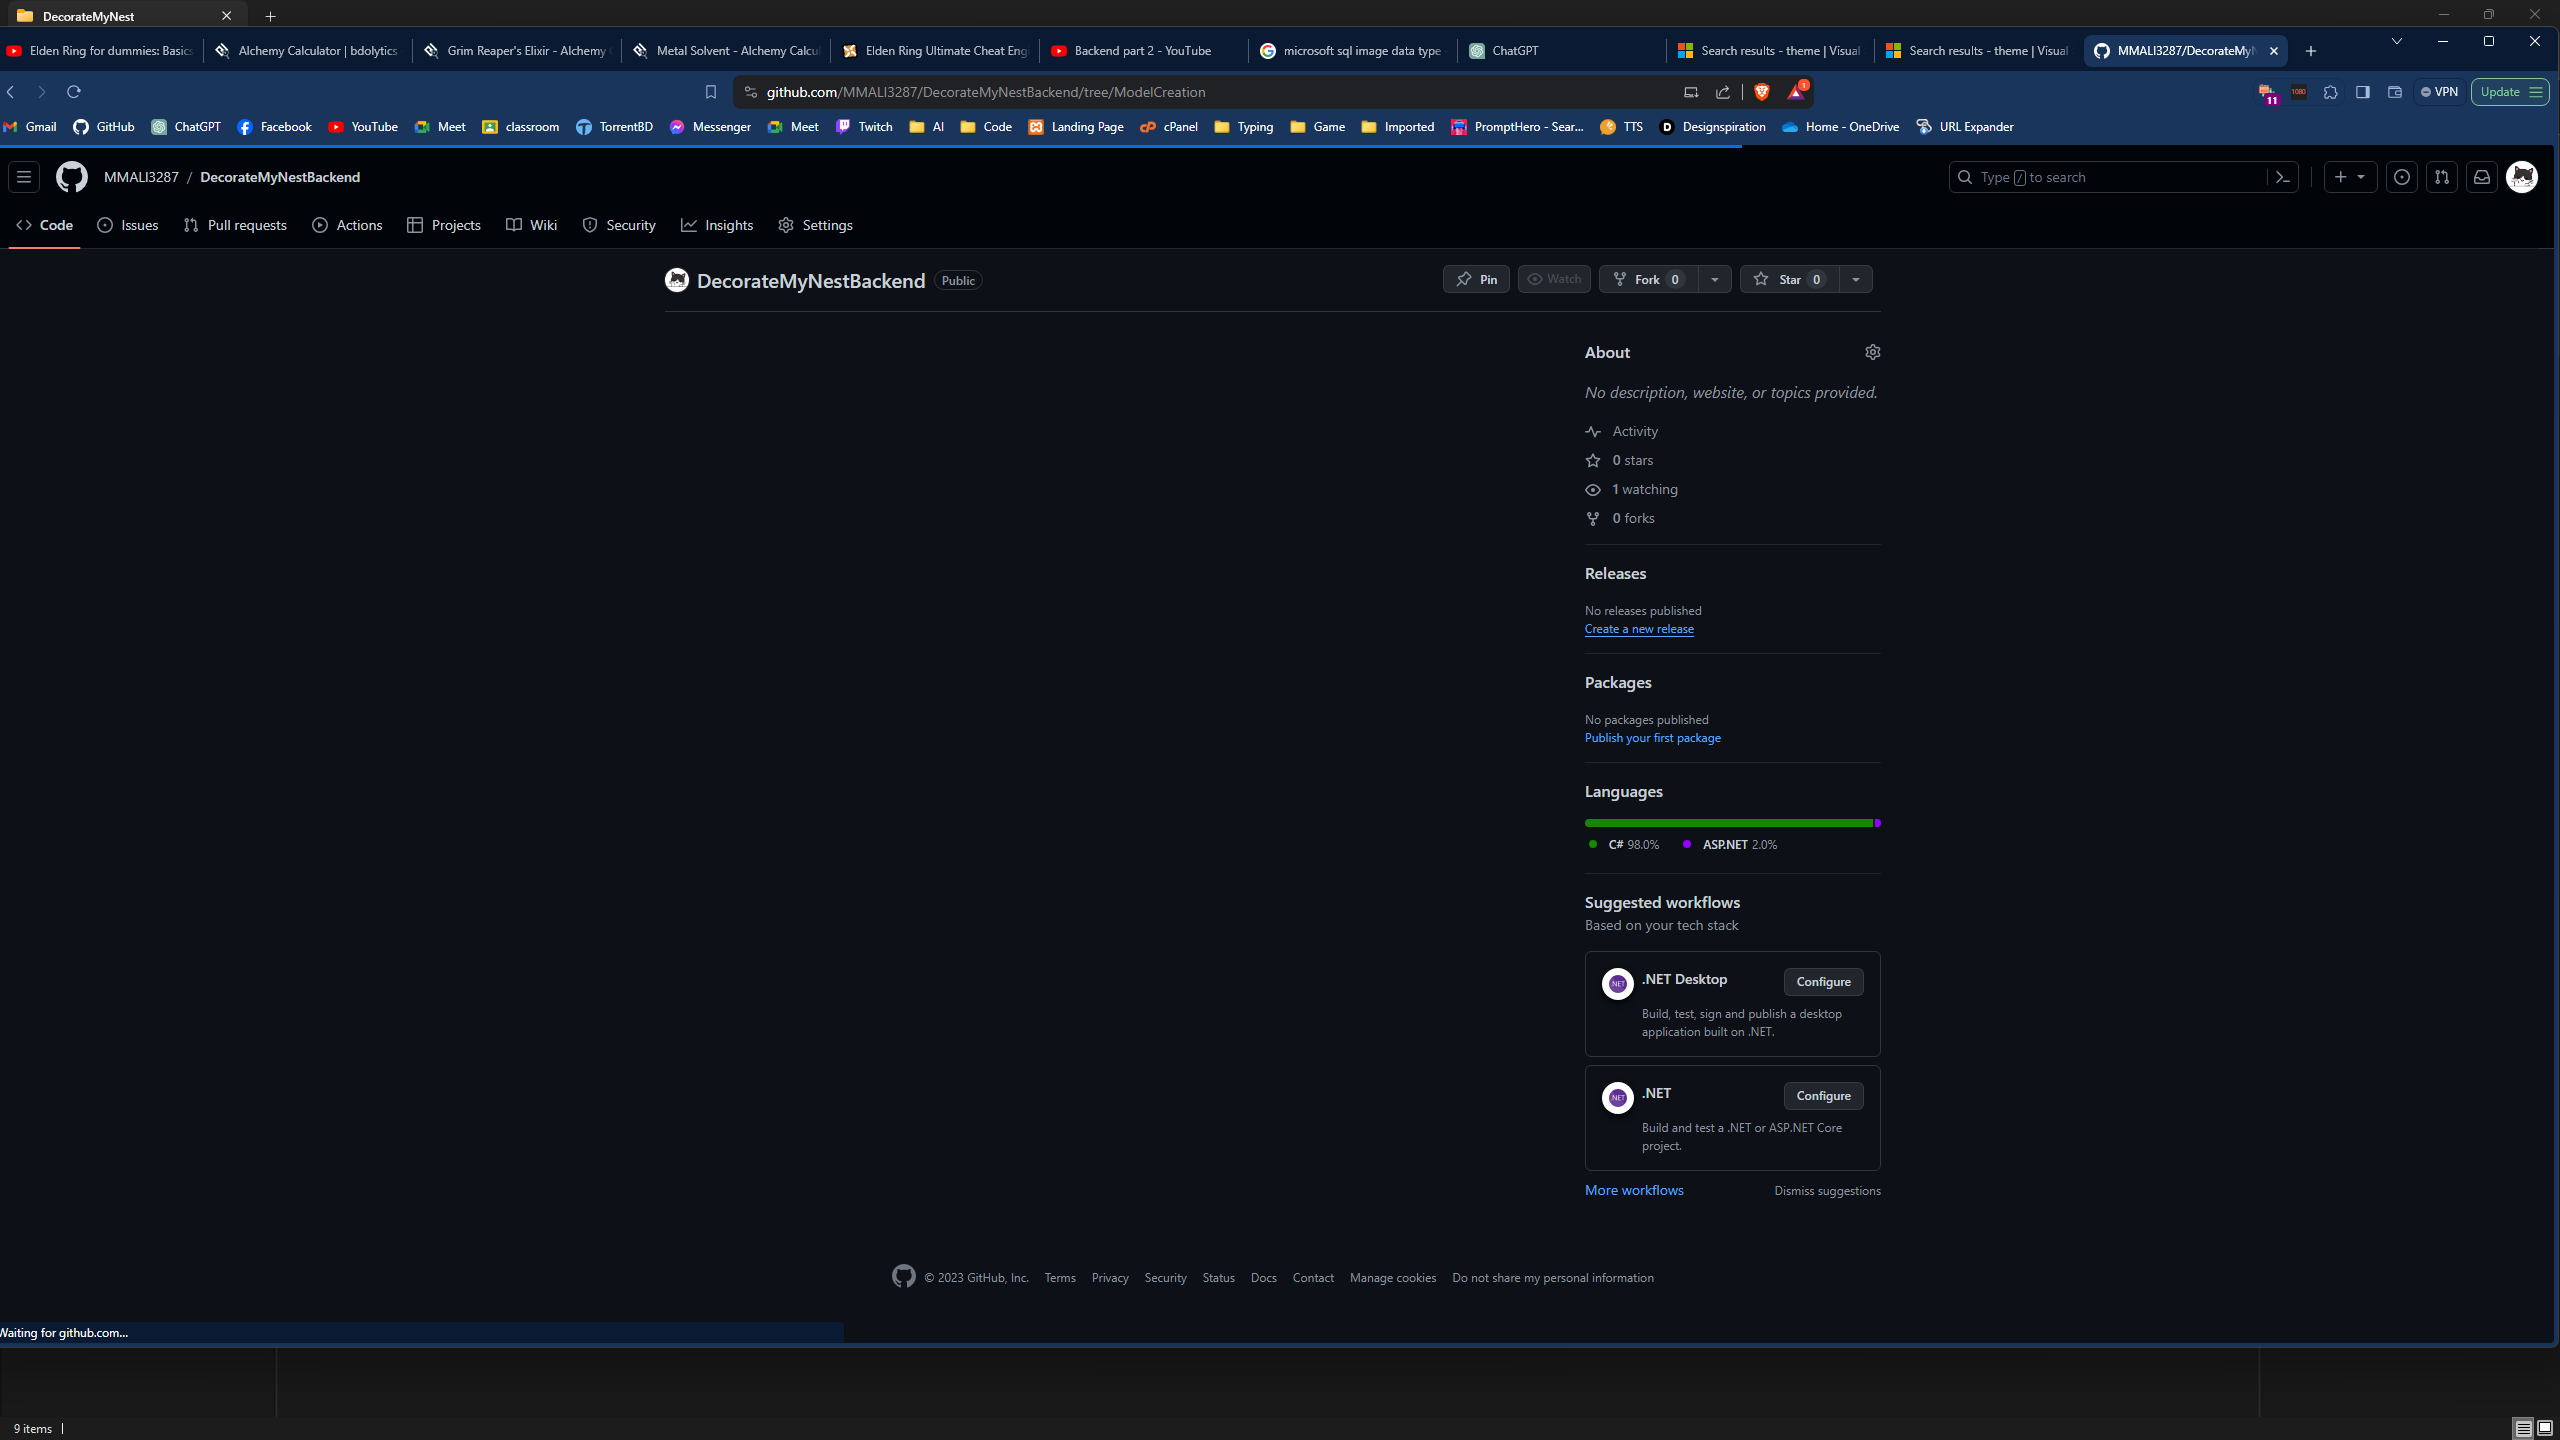 DecorateMyNest
Elden Ring for dummies: Basics
Alchemy Calculator | bdolytics
Grim Reaper's Elixir - Alchemy
Metal Solvent - Alchemy Calcul
Elden Ring Ultimate Cheat Engi
Backend part 2 - YouTube
microsoft sql image data type -
ChatGPT
Search results - theme | Visual
Search results - theme | Visual
MMALI3287/DecorateMyN
github.com/MMALI3287/DecorateMyNestBackend/tree/ModelCreation
1
11
1080
VPN
Update
Gmail
GitHub
ChatGPT
Facebook
YouTube
Meet
classroom
TorrentBD
Messenger
Meet
Twitch
AI
Code
Landing Page
cPanel
Typing
Game
Imported
PromptHero - Sear...
TTS
Designspiration
Home - OneDrive
URL Expander
MMALI3287 / DecorateMyNestBackend
Type / to search
Code
Issues
Pull requests
Actions
Projects
Wiki
Security
Insights
Settings
DecorateMyNestBackend
Public
Pin
Watch
Fork 0
Star 0
About
No description, website, or topics provided.
Activity
0 stars
1 watching
0 forks
Releases
No releases published
Create a new release
Packages
No packages published
Publish your first package
Languages
C# 98.0%
ASP.NET 2.0%
Suggested workflows
Based on your tech stack
.NET
.NET Desktop
Configure
Build, test, sign and publish a desktop
application built on .NET.
.NET
.NET
Configure
Build and test a .NET or ASP.NET Core
project.
More workflows
Dismiss suggestions
© 2023 GitHub, Inc.
Terms
Privacy
Security
Status
Docs
Contact
Manage cookies
Do not share my personal information
Waiting for github.com...
9 items